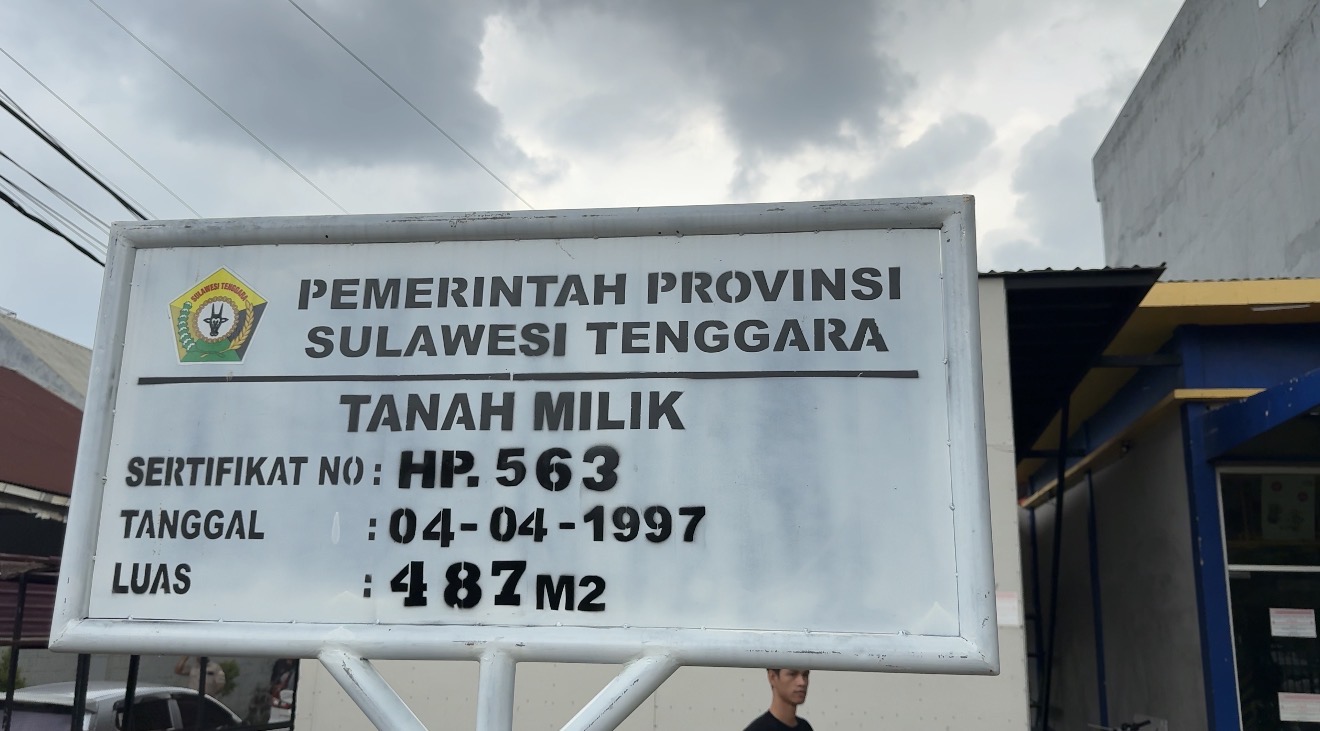 SULAWESI TENGGARA
PEMERINTAH PROVINSI
SULAWESI TENGGARA
TANAH MILIK
SERTIFIKAT NO : HP. 563
TANGGAL : 04-04-1997
LUAS : 487 M2